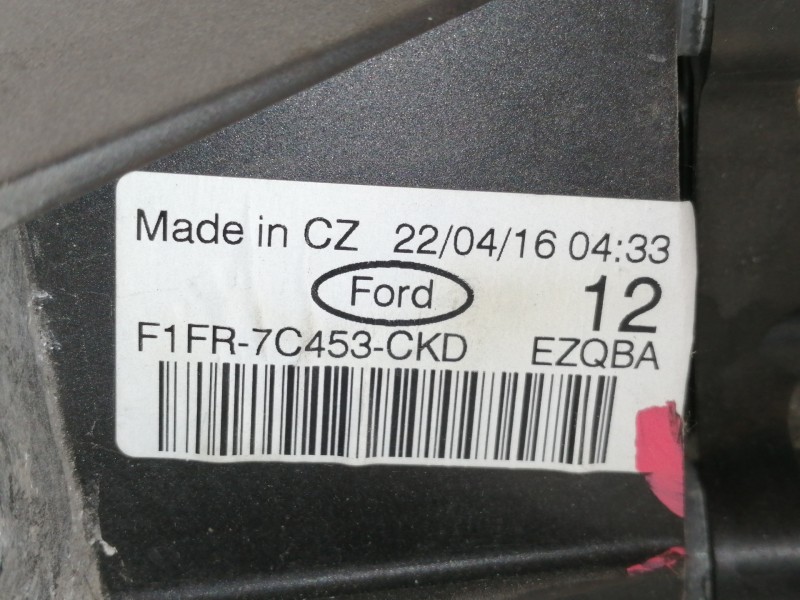 Made in CZ 22/04/16 04:33
Ford 12
F1FR-7C453-CKD EZQBA